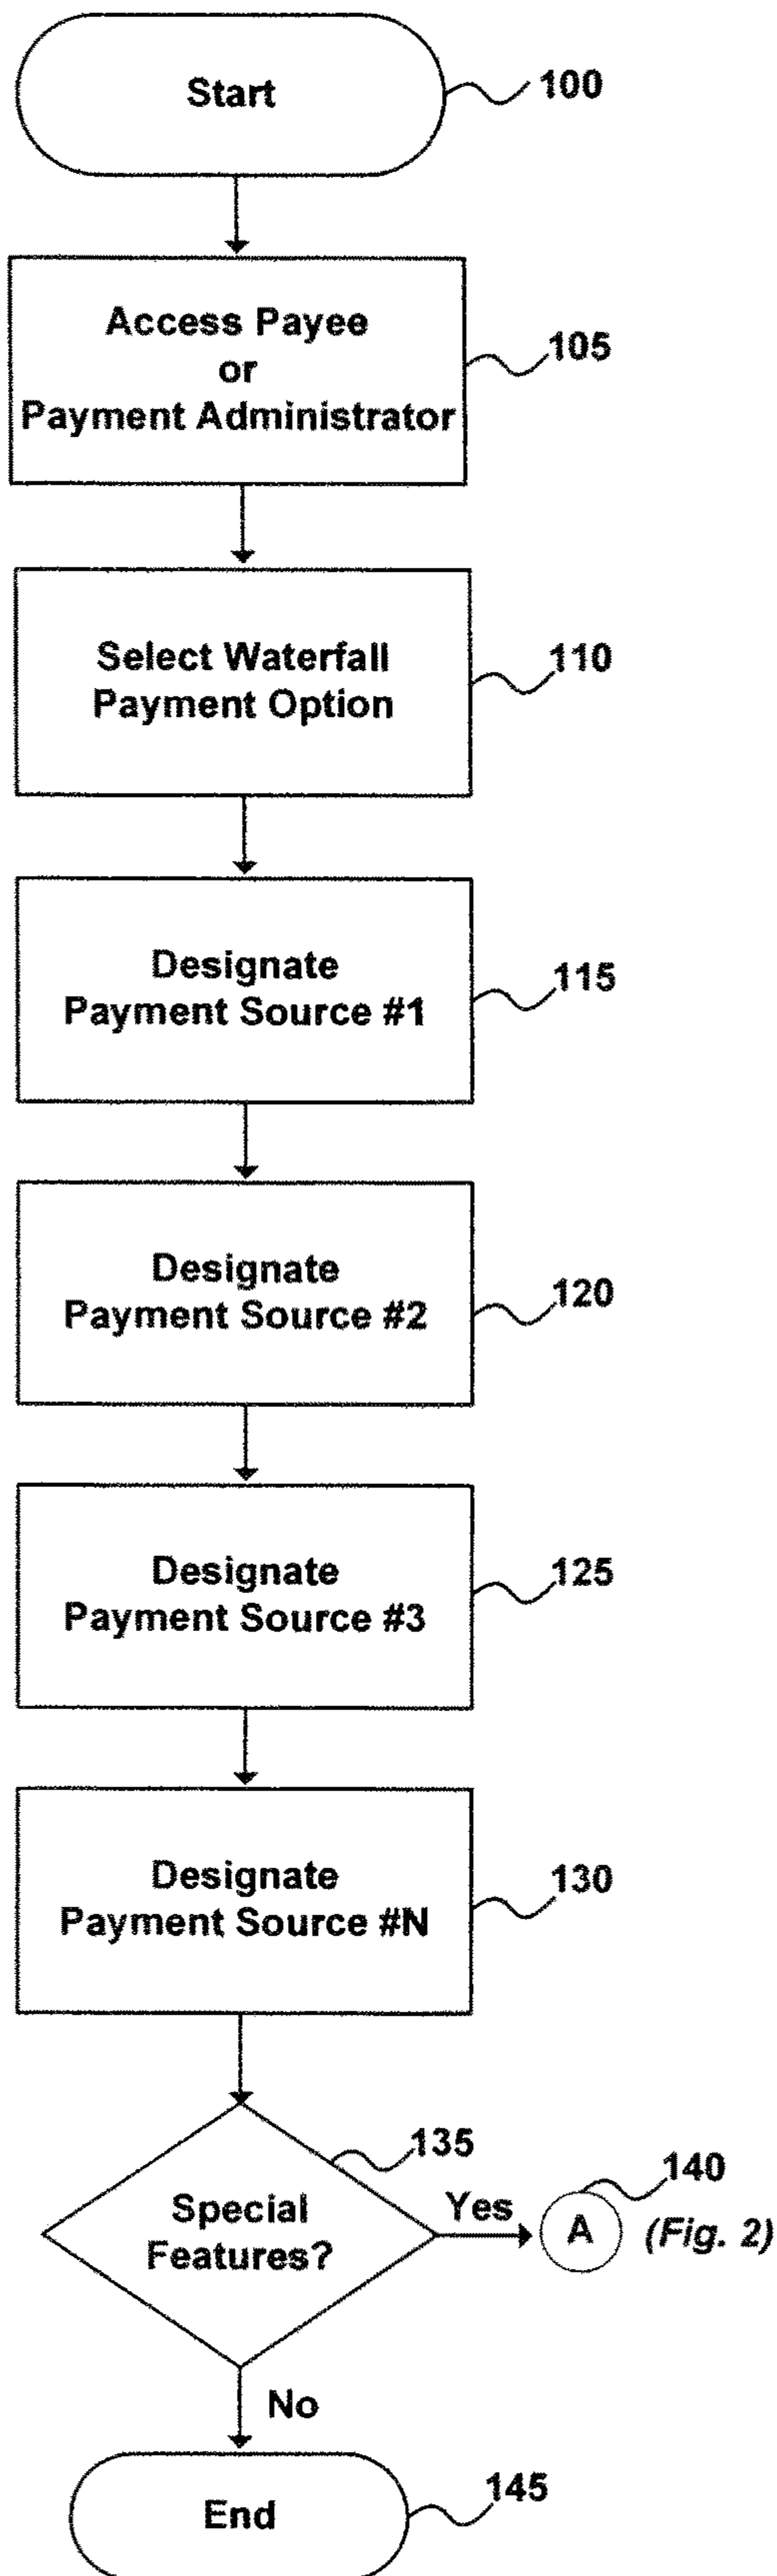 Start
100
Access Payee
or
Payment Administrator
105
Select Waterfall
Payment Option
110
Designate
Payment Source #1
115
Designate
Payment Source #2
120
Designate
Payment Source #3
125
Designate
Payment Source #N
130
135
Special
Features?
Yes
140
A
(Fig. 2)
No
End
145